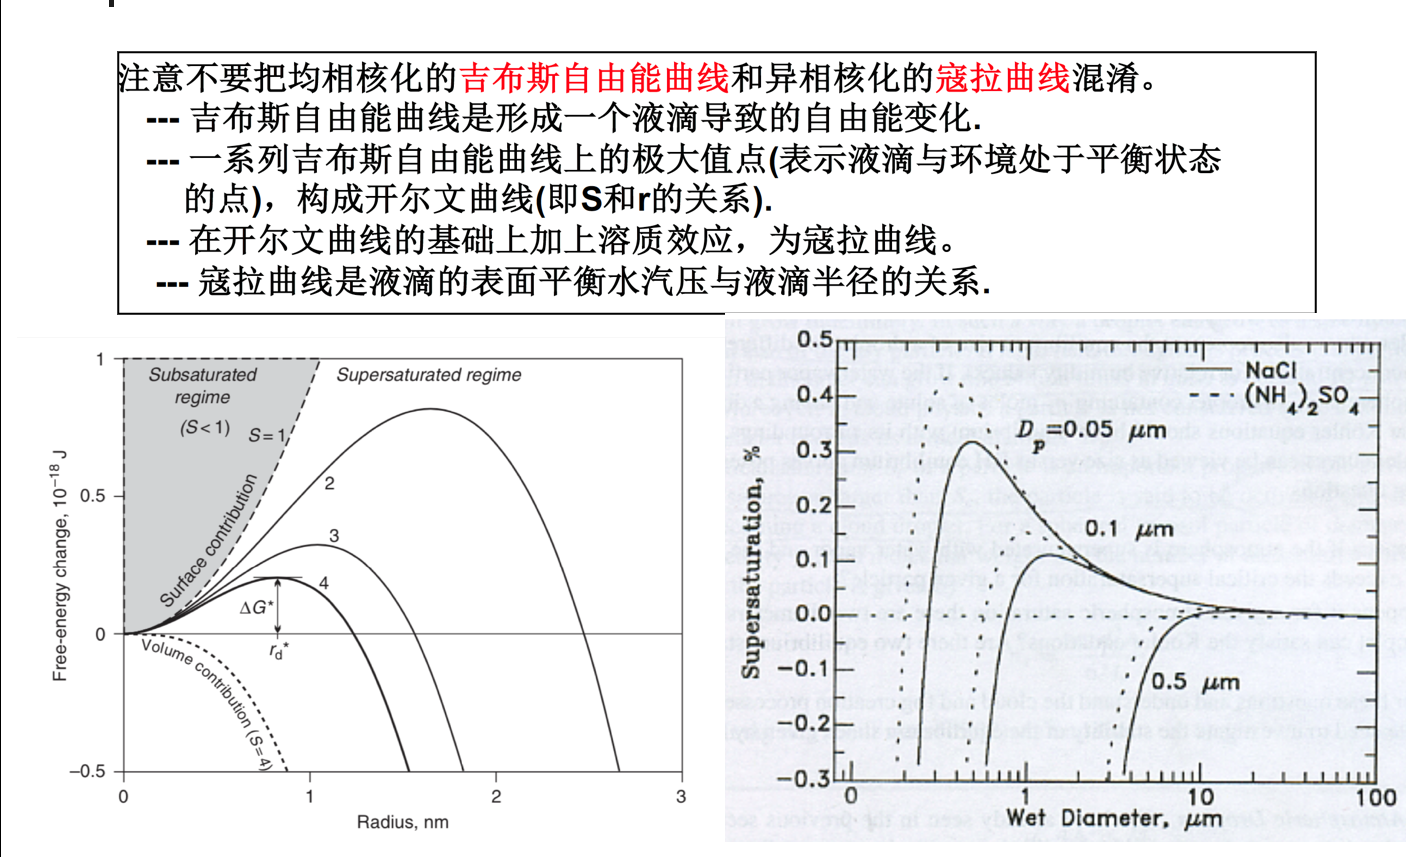 注意不要把均相核化的吉布斯自由能曲线和异相核化的寇拉曲线混淆。
--- 吉布斯自由能曲线是形成一个液滴导致的自由能变化.
--- 一系列吉布斯自由能曲线上的极大值点(表示液滴与环境处于平衡状态
的点)，构成开尔文曲线(即S和r的关系).
--- 在开尔文曲线的基础上加上溶质效应，为寇拉曲线。
--- 寇拉曲线是液滴的表面平衡水汽压与液滴半径的关系.
Free-energy change, 10⁻¹⁸ J
1
0.5
0
–0.5
Subsaturated
regime
(S < 1)
S = 1
Supersaturated regime
Surface contribution
2
3
4
ΔG*
r_d*
Volume contribution (S = 4)
0
1
2
3
Radius, nm
Supersaturation, %
0.5
0.4
0.3
0.2
0.1
0.0
−0.1
−0.2
−0.3
NaCl
(NH₄)₂SO₄
D_p=0.05 μm
0.1 μm
0.5 μm
0
1
10
100
Wet Diameter, μm